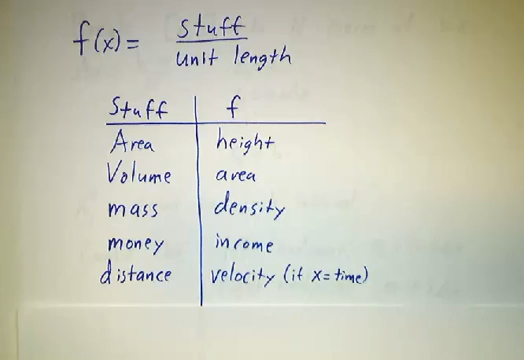 f(x) = stuff / unit length
Stuff f
Area height
Volume area
mass density
money income
distance velocity (if x=time)